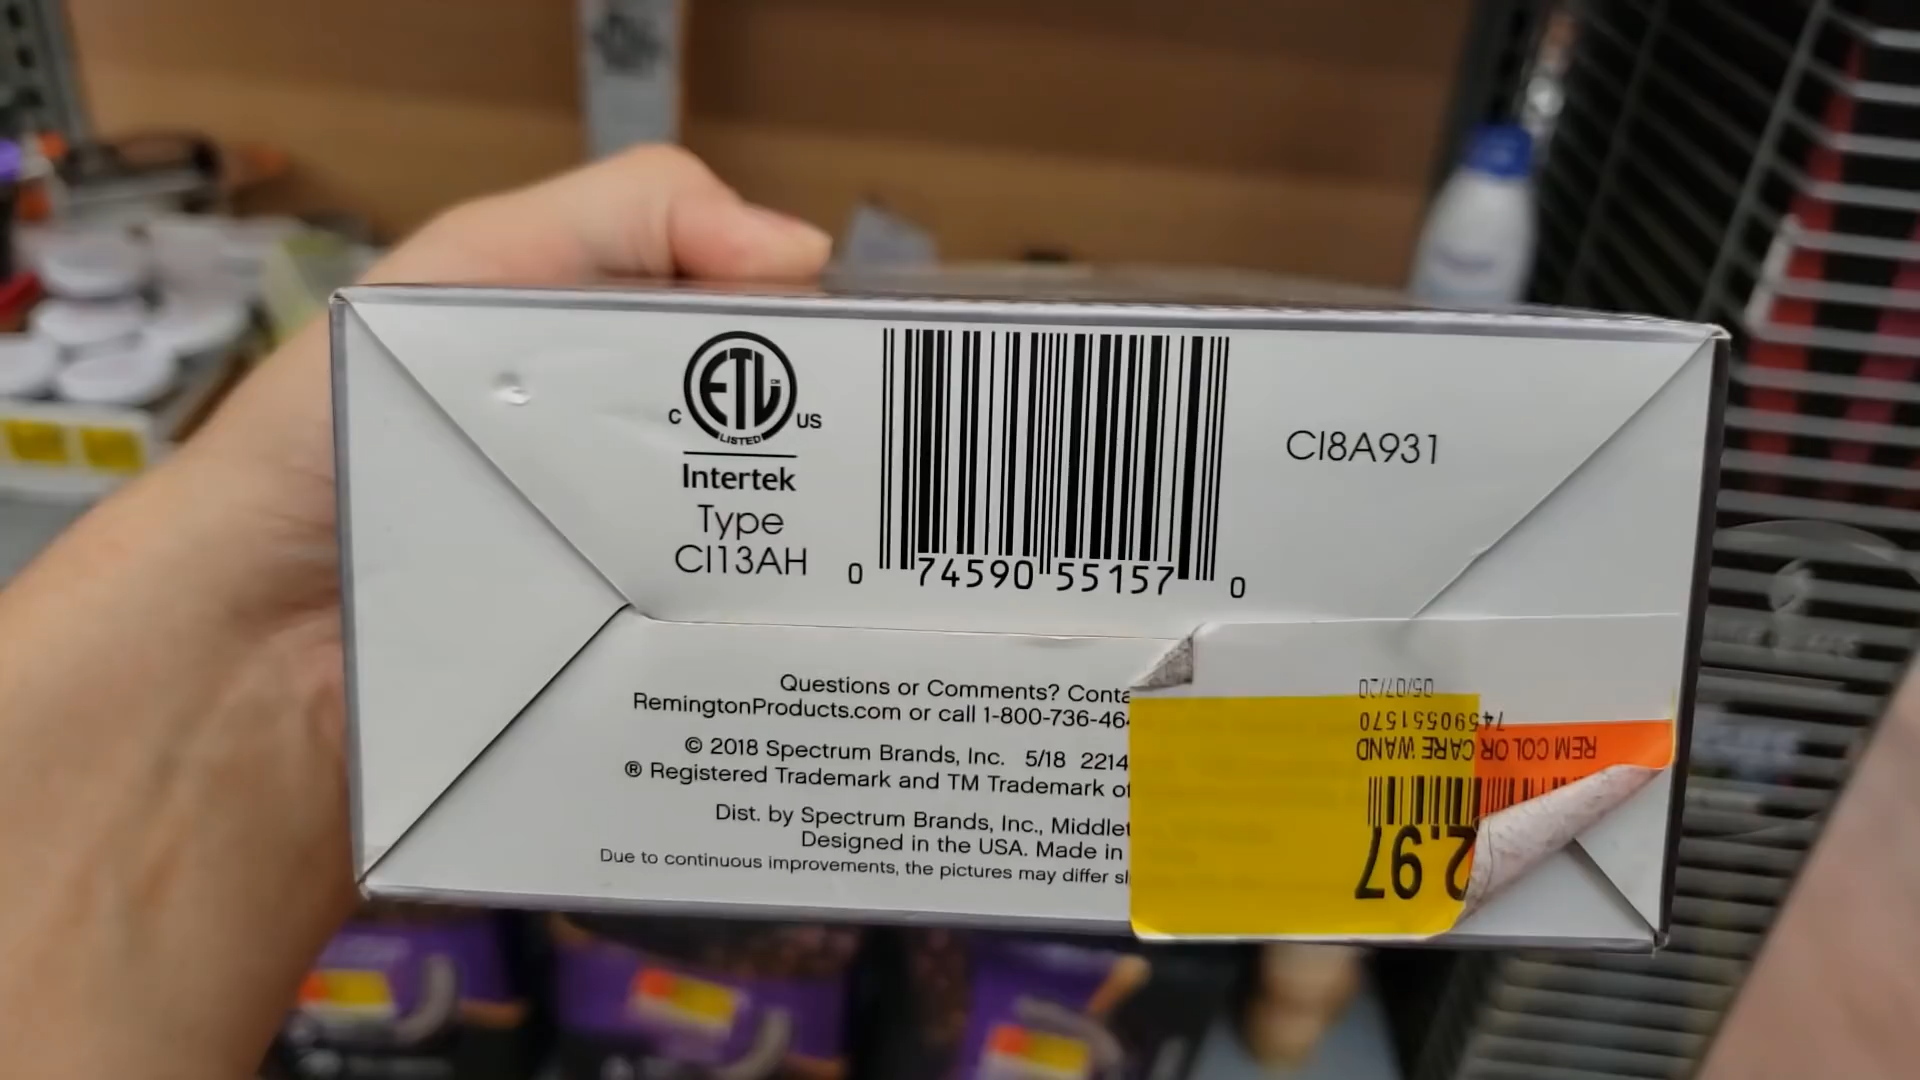 ETL
CM
C US
LISTED
Intertek
Type
CI13AH
0 74590 55157 0
CI8A931
Questions or Comments? Conta
RemingtonProducts.com or call 1-800-736-46
© 2018 Spectrum Brands, Inc. 5/18 2214
® Registered Trademark and TM Trademark of
Dist. by Spectrum Brands, Inc., Middlet
Designed in the USA. Made in
Due to continuous improvements, the pictures may differ sl
05/07/20
74590551570
REM COLOR CARE WAND
2.97